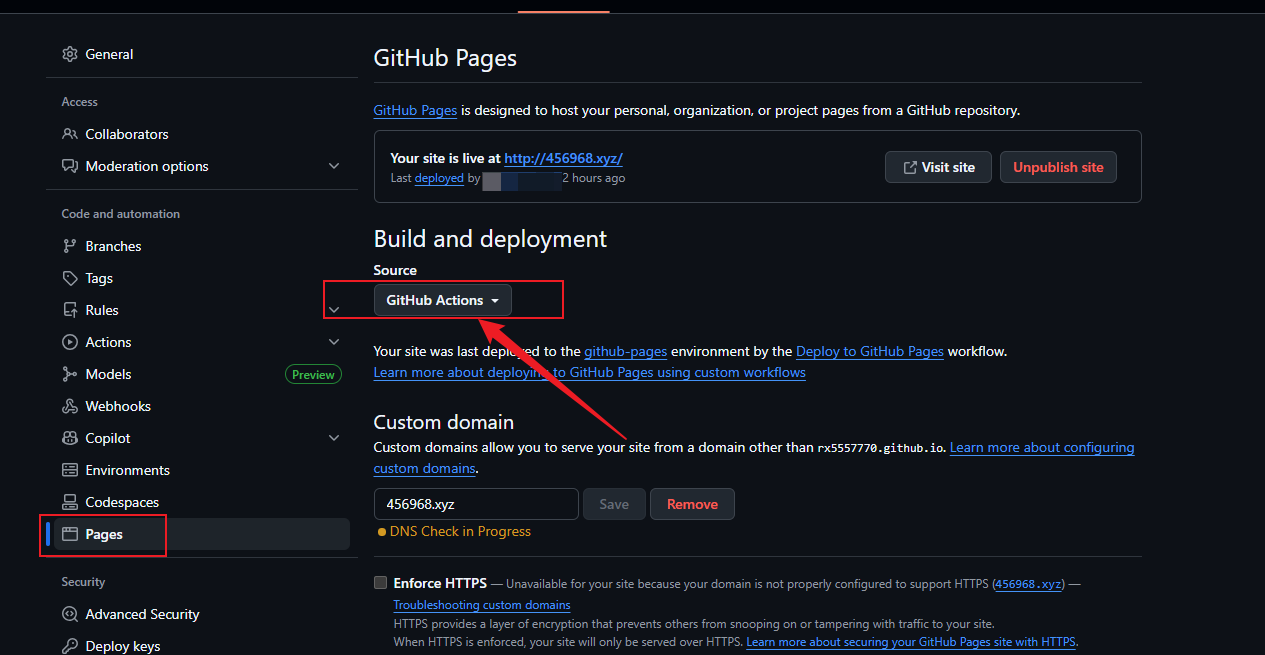 General
Access
Collaborators
Moderation options
Code and automation
Branches
Tags
Rules
Actions
Models
Preview
Webhooks
Copilot
Environments
Codespaces
Pages
Security
Advanced Security
Deploy keys
GitHub Pages
GitHub Pages is designed to host your personal, organization, or project pages from a GitHub repository.
Your site is live at http://456968.xyz/
Last deployed by 2 hours ago
Visit site
Unpublish site
Build and deployment
Source
GitHub Actions
Your site was last deployed to the github-pages environment by the Deploy to GitHub Pages workflow.
Learn more about deploying to GitHub Pages using custom workflows
Custom domain
Custom domains allow you to serve your site from a domain other than rx5557770.github.io. Learn more about configuring
custom domains.
456968.xyz
Save
Remove
DNS Check in Progress
Enforce HTTPS — Unavailable for your site because your domain is not properly configured to support HTTPS (456968.xyz) —
Troubleshooting custom domains
HTTPS provides a layer of encryption that prevents others from snooping on or tampering with traffic to your site.
When HTTPS is enforced, your site will only be served over HTTPS. Learn more about securing your GitHub Pages site with HTTPS.